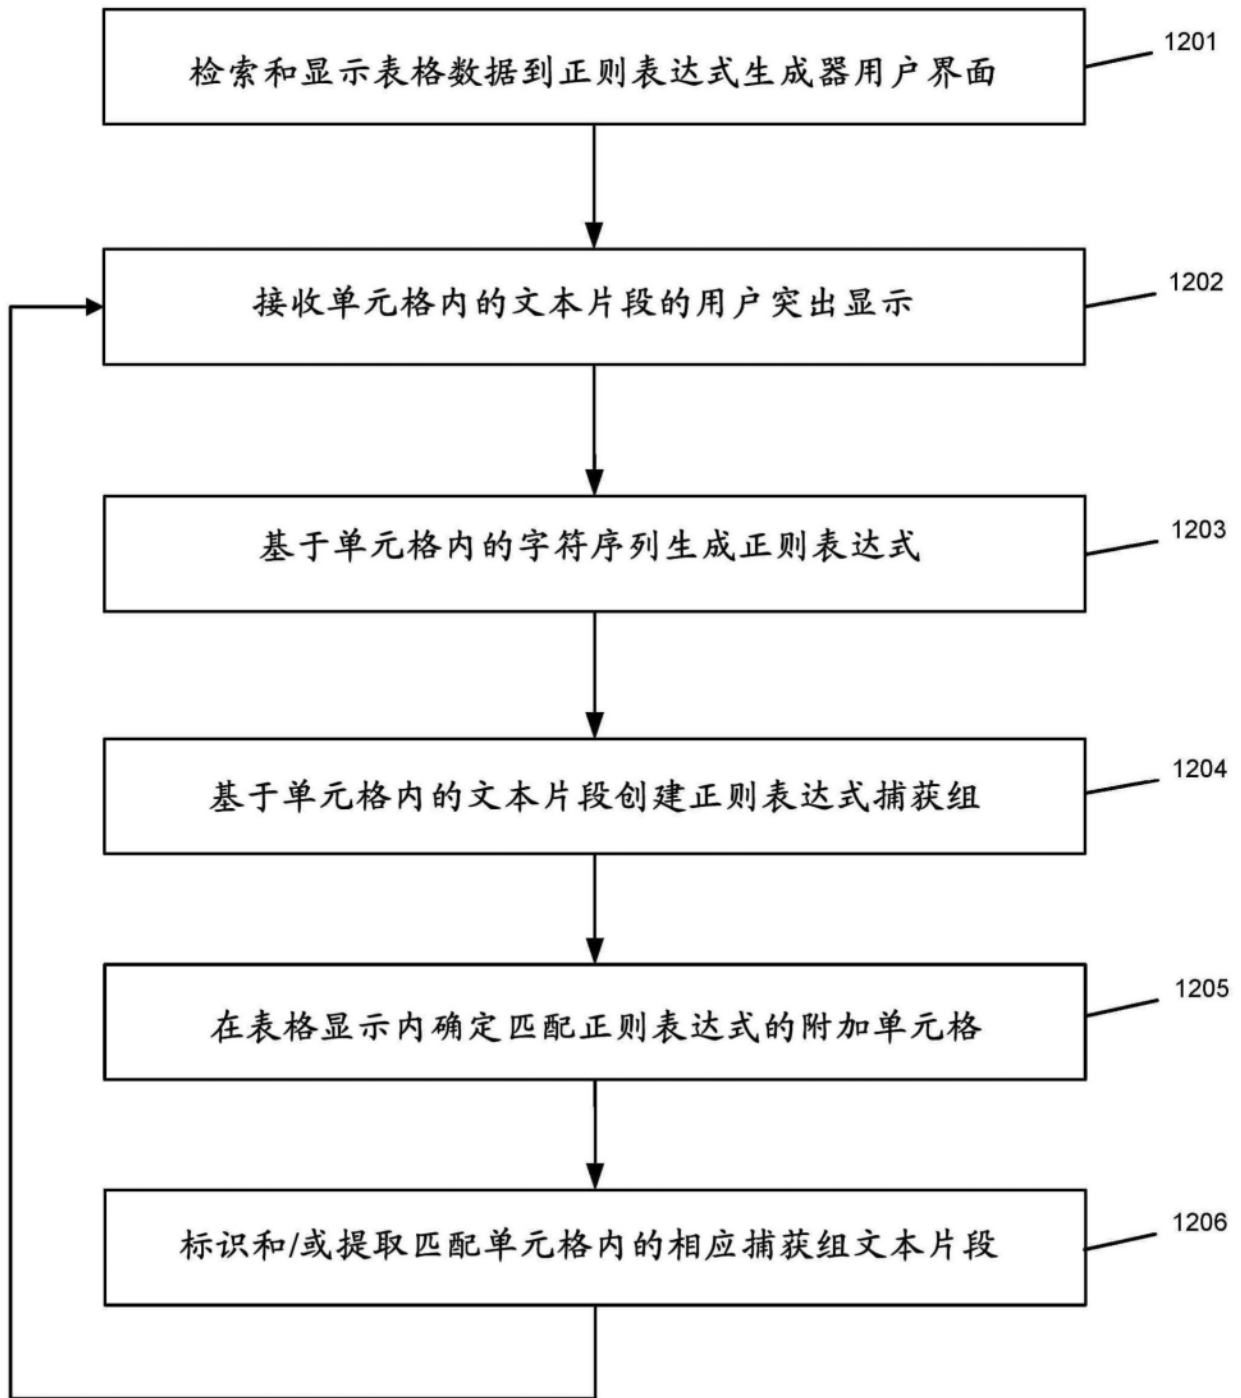 检索和显示表格数据到正则表达式生成器用户界面
1201
接收单元格内的文本片段的用户突出显示
1202
基于单元格内的字符序列生成正则表达式
1203
基于单元格内的文本片段创建正则表达式捕获组
1204
在表格显示内确定匹配正则表达式的附加单元格
1205
标识和/或提取匹配单元格内的相应捕获组文本片段
1206